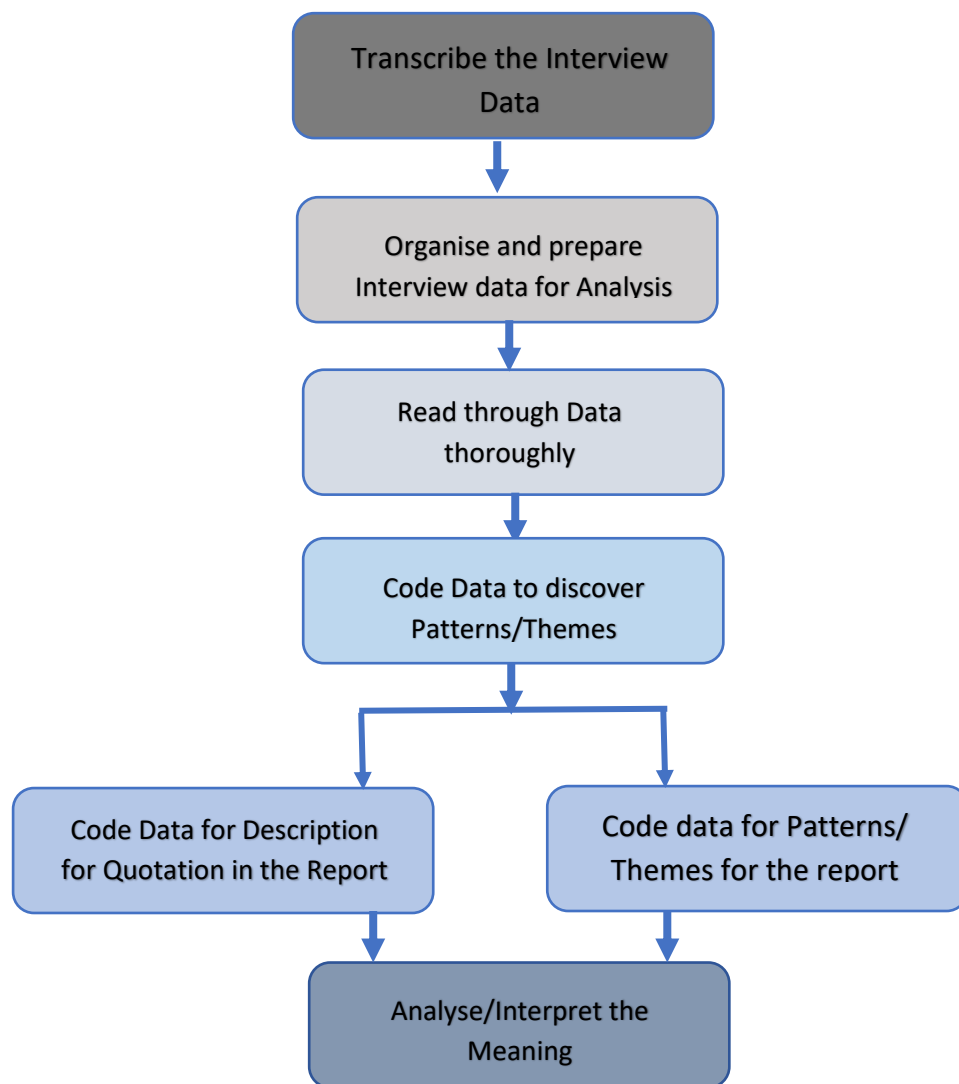 Transcribe the Interview
Data
Organise and prepare
Interview data for Analysis
Read through Data
thoroughly
Code Data to discover
Patterns/Themes
Code Data for Description
for Quotation in the Report
Code data for Patterns/
Themes for the report
Analyse/Interpret the
Meaning